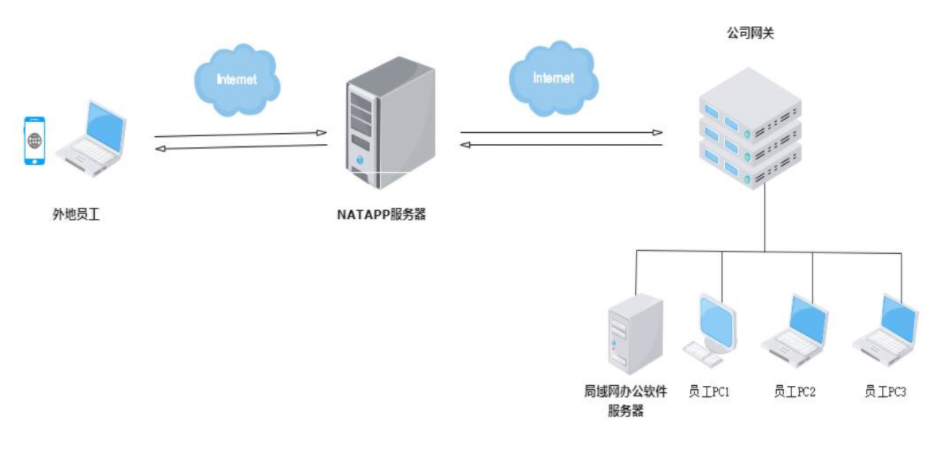 公司网关
Internet
Internet
外地员工
NATAPP服务器
局域网办公软件
服务器
员工PC1
员工PC2
员工PC3